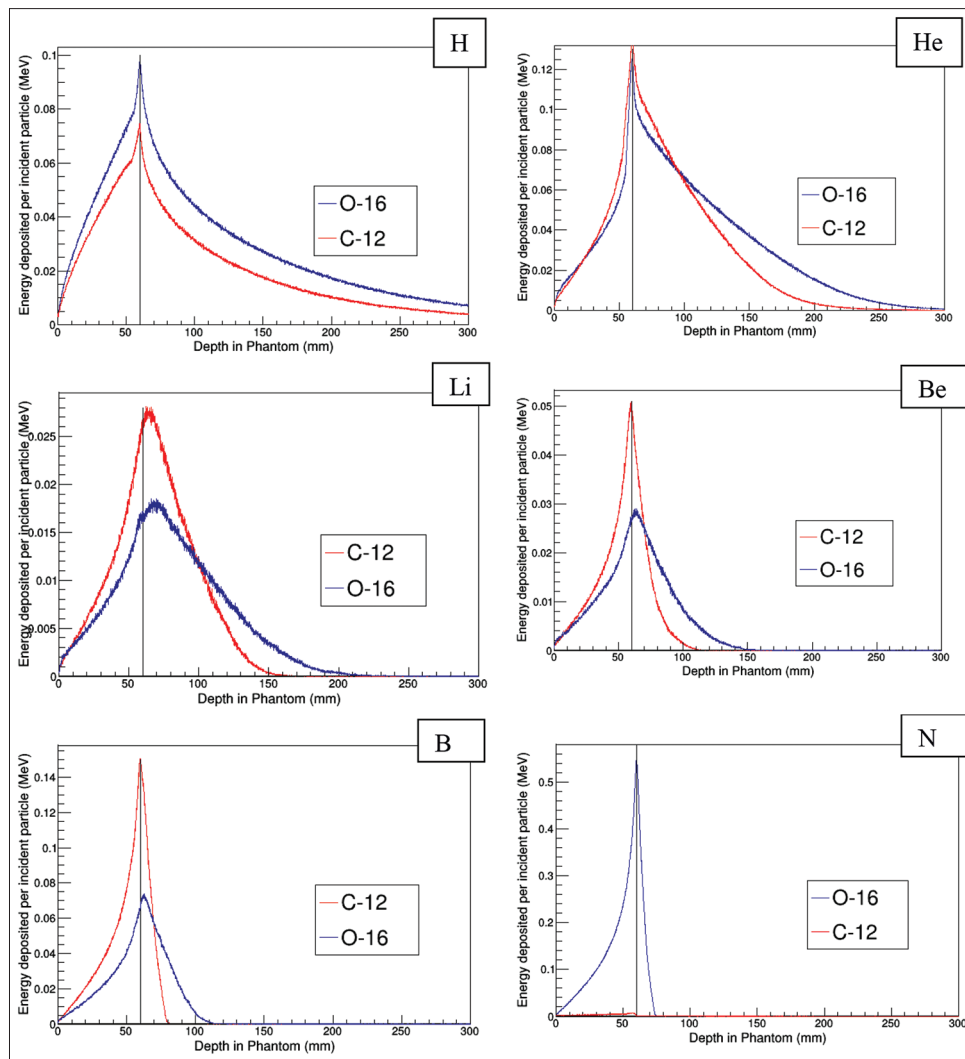 H
Energy deposited per incident particle (MeV)
0.1
0.08
0.06
0.04
0.02
0
0 50 100 150 200 250 300
Depth in Phantom (mm)
O-16
C-12
He
Energy deposited per incident particle (MeV)
0.12
0.1
0.08
0.06
0.04
0.02
0
0 50 100 150 200 250 300
Depth in Phantom (mm)
O-16
C-12
Li
Energy deposited per incident particle (MeV)
0.025
0.02
0.015
0.01
0.005
0
0 50 100 150 200 250 300
Depth in Phantom (mm)
C-12
O-16
Be
Energy deposited per incident particle (MeV)
0.05
0.04
0.03
0.02
0.01
0
0 50 100 150 200 250 300
Depth in Phantom (mm)
C-12
O-16
B
Energy deposited per incident particle (MeV)
0.14
0.12
0.1
0.08
0.06
0.04
0.02
0
0 50 100 150 200 250 300
Depth in Phantom (mm)
C-12
O-16
N
Energy deposited per incident particle (MeV)
0.5
0.4
0.3
0.2
0.1
0
0 50 100 150 200 250 300
Depth in Phantom (mm)
O-16
C-12